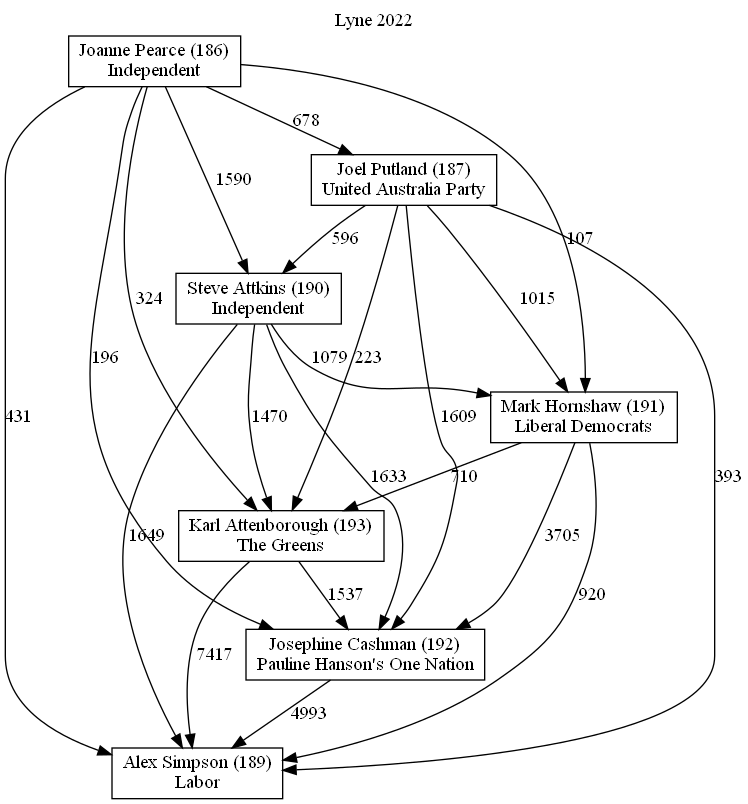 Lyne 2022
Joanne Pearce (186)
Independent
678
Joel Putland (187)
United Australia Party
1590
596
107
Steve Attkins (190)
Independent
324
1015
196
1079
223
431
1470
1609
Mark Hornshaw (191)
Liberal Democrats
1633
710
393
Karl Attenborough (193)
The Greens
1649
3705
1537
920
Josephine Cashman (192)
Pauline Hanson's One Nation
7417
4993
Alex Simpson (189)
Labor